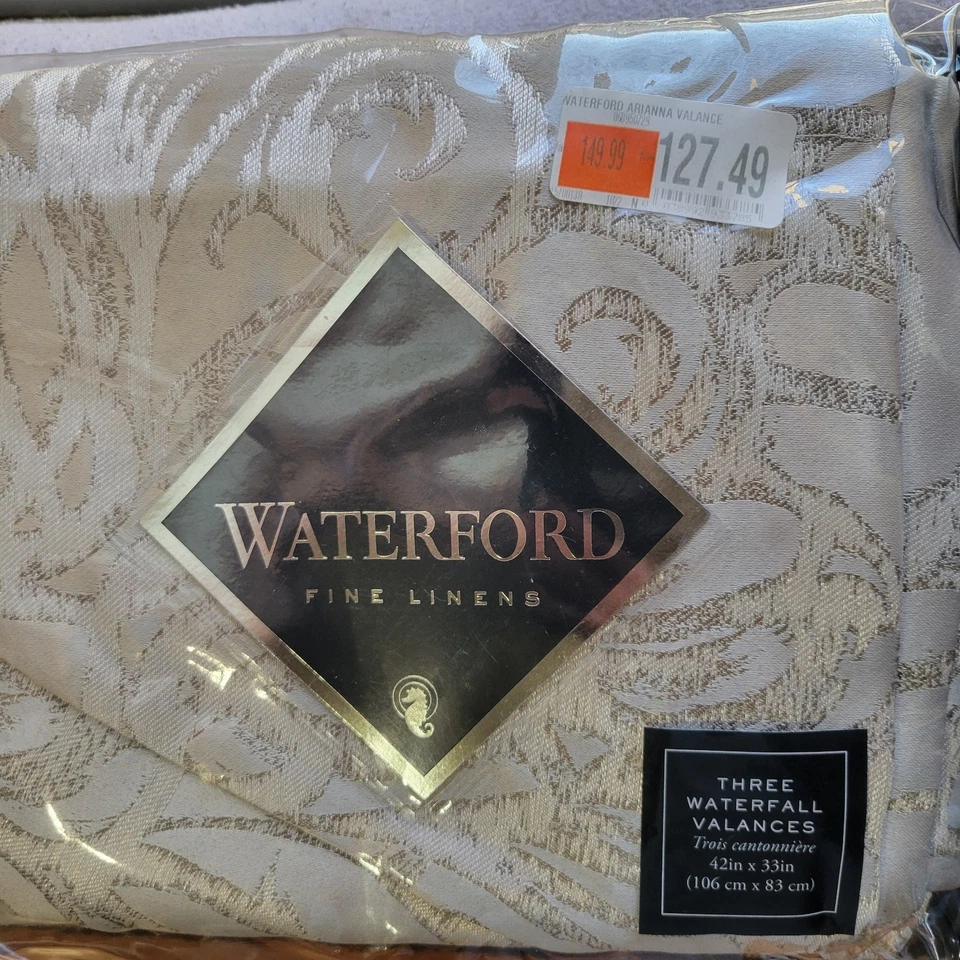 WATERFORD ARIANNA VALANCE
149.99
127.49
WATERFORD
FINE LINENS
THREE
WATERFALL
VALANCES
Trois cantonnière
42in x 33in
(106 cm x 83 cm)